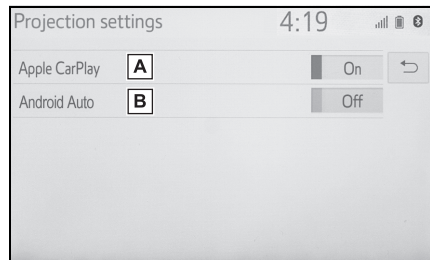 Projection settings 4:19
Apple CarPlay A On
Android Auto B Off